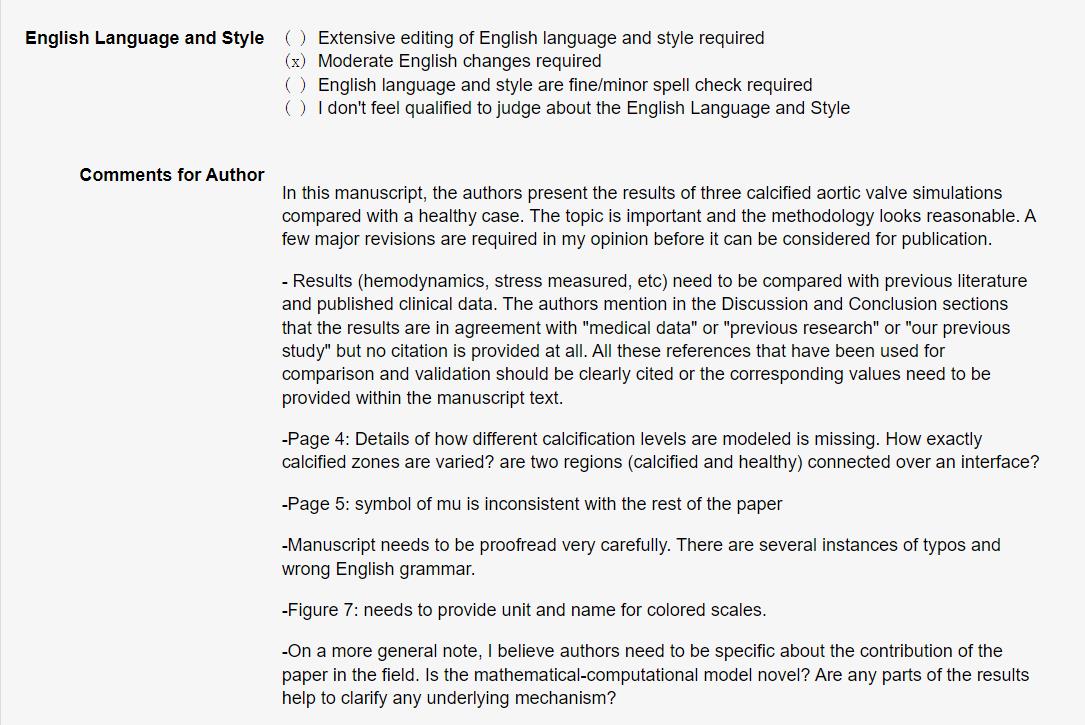 English Language and Style ( ) Extensive editing of English language and style required
(x) Moderate English changes required
( ) English language and style are fine/minor spell check required
( ) I don't feel qualified to judge about the English Language and Style
Comments for Author
In this manuscript, the authors present the results of three calcified aortic valve simulations
compared with a healthy case. The topic is important and the methodology looks reasonable. A
few major revisions are required in my opinion before it can be considered for publication.
- Results (hemodynamics, stress measured, etc) need to be compared with previous literature
and published clinical data. The authors mention in the Discussion and Conclusion sections
that the results are in agreement with "medical data" or "previous research" or "our previous
study" but no citation is provided at all. All these references that have been used for
comparison and validation should be clearly cited or the corresponding values need to be
provided within the manuscript text.
-Page 4: Details of how different calcification levels are modeled is missing. How exactly
calcified zones are varied? are two regions (calcified and healthy) connected over an interface?
-Page 5: symbol of mu is inconsistent with the rest of the paper
-Manuscript needs to be proofread very carefully. There are several instances of typos and
wrong English grammar.
-Figure 7: needs to provide unit and name for colored scales.
-On a more general note, I believe authors need to be specific about the contribution of the
paper in the field. Is the mathematical-computational model novel? Are any parts of the results
help to clarify any underlying mechanism?